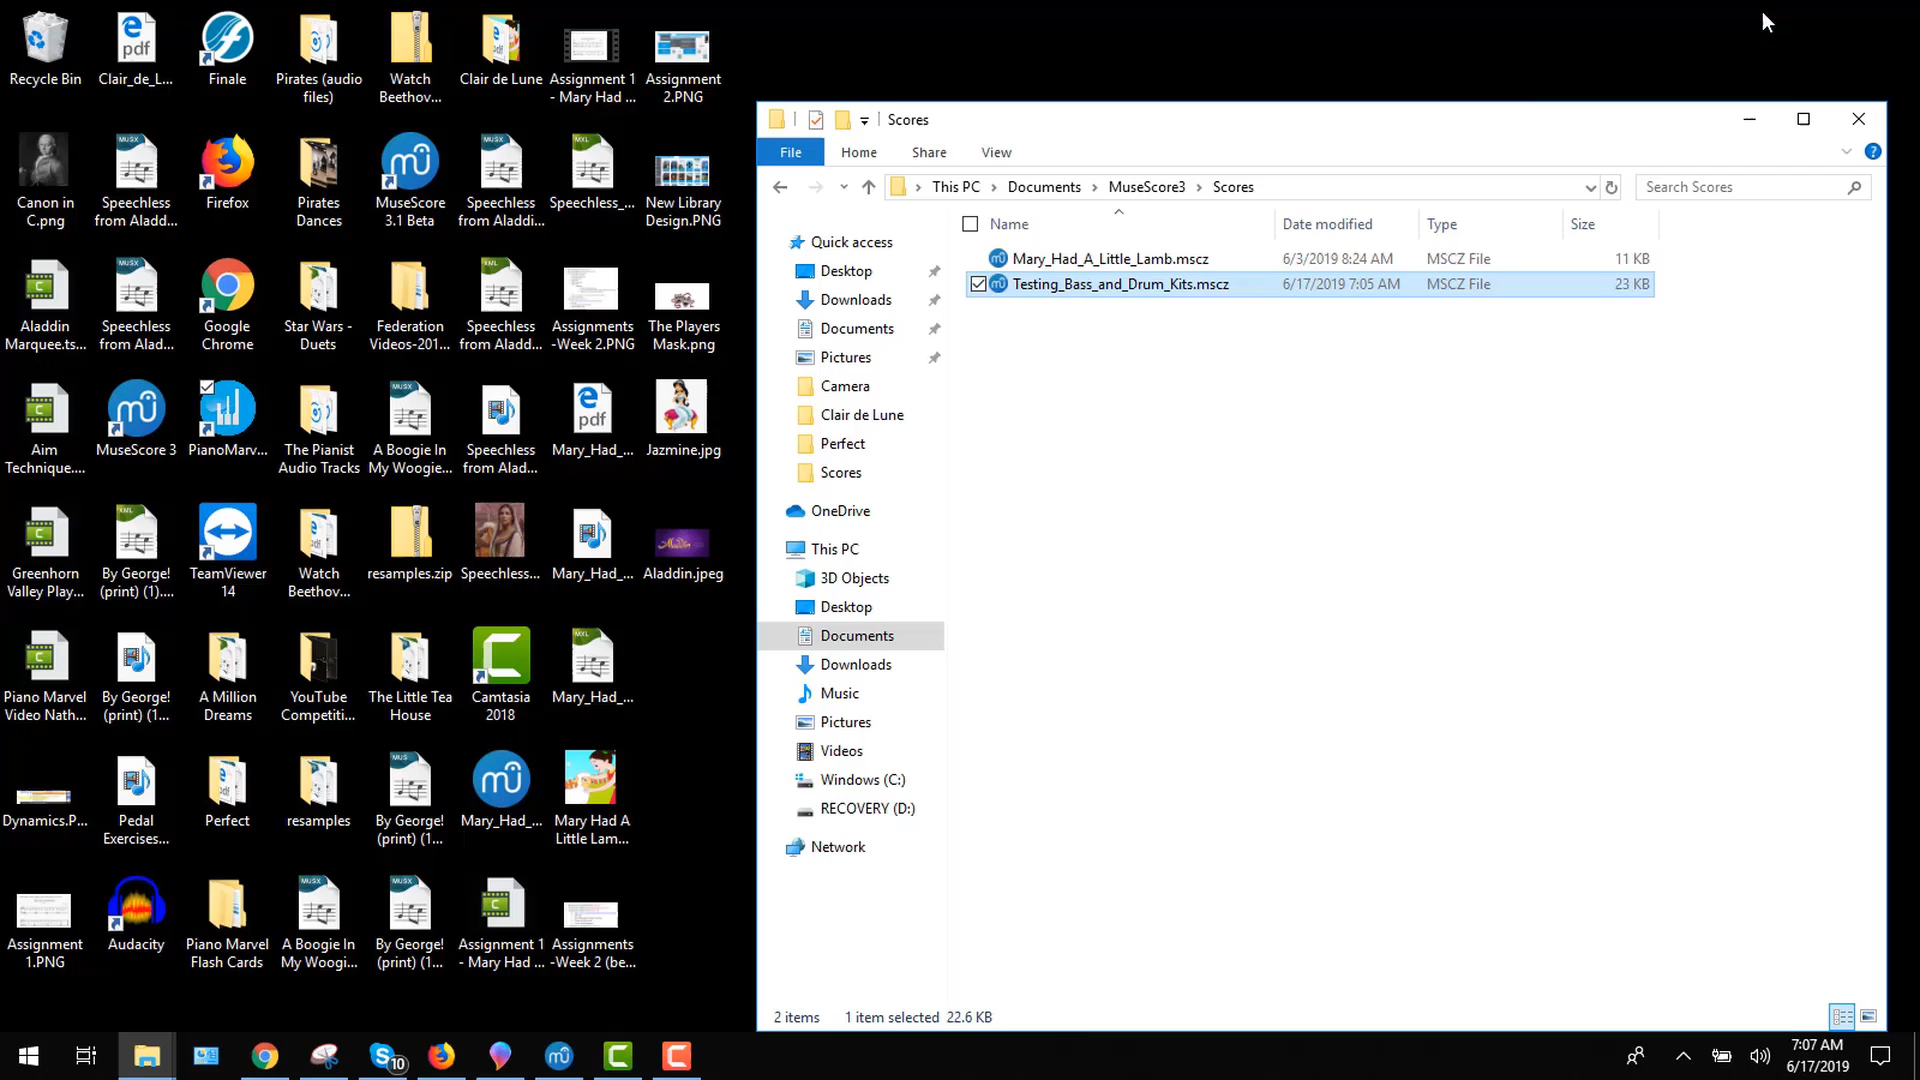 Recycle Bin
Clair_de_L...
Finale
Pirates (audio
files)
Watch
Beethov...
Clair de Lune
Assignment 1
- Mary Had ...
Assignment
2.PNG
Canon in
C.png
Speechless
from Aladd...
Firefox
Pirates
Dances
MuseScore
3.1 Beta
Speechless
from Aladdi...
Speechless_...
New Library
Design.PNG
Aladdin
Marquee.ts...
Speechless
from Alad...
Google
Chrome
Star Wars -
Duets
Federation
Videos-201...
Speechless
from Aladd...
Assignments
-Week 2.PNG
The Players
Mask.png
Aim
Technique....
MuseScore 3
PianoMarv...
The Pianist
Audio Tracks
A Boogie In
My Woogie...
Speechless
from Alad...
Mary_Had_...
Jazmine.jpg
Greenhorn
Valley Play...
By George!
(print) (1)....
TeamViewer
14
Watch
Beethov...
resamples.zip
Speechless...
Mary_Had_...
Aladdin.jpeg
Piano Marvel
Video Nath...
By George!
(print) (1...
A Million
Dreams
YouTube
Competiti...
The Little Tea
House
Camtasia
2018
Mary_Had_...
Dynamics.P...
Pedal
Exercises...
Perfect
resamples
By George!
(print) (1...
Mary_Had_...
Mary Had A
Little Lam...
Assignment
1.PNG
Audacity
Piano Marvel
Flash Cards
A Boogie In
My Woogi...
By George!
(print) (1...
Assignment 1
- Mary Had ...
Assignments
-Week 2 (be...
Scores
File Home Share View
This PC > Documents > MuseScore3 > Scores
Search Scores
Name Date modified Type Size
Mary_Had_A_Little_Lamb.mscz 6/3/2019 8:24 AM MSCZ File 11 KB
Testing_Bass_and_Drum_Kits.mscz 6/17/2019 7:05 AM MSCZ File 23 KB
Quick access
Desktop
Downloads
Documents
Pictures
Camera
Clair de Lune
Perfect
Scores
OneDrive
This PC
3D Objects
Desktop
Documents
Downloads
Music
Pictures
Videos
Windows (C:)
RECOVERY (D:)
Network
2 items 1 item selected 22.6 KB
10
7:07 AM
6/17/2019